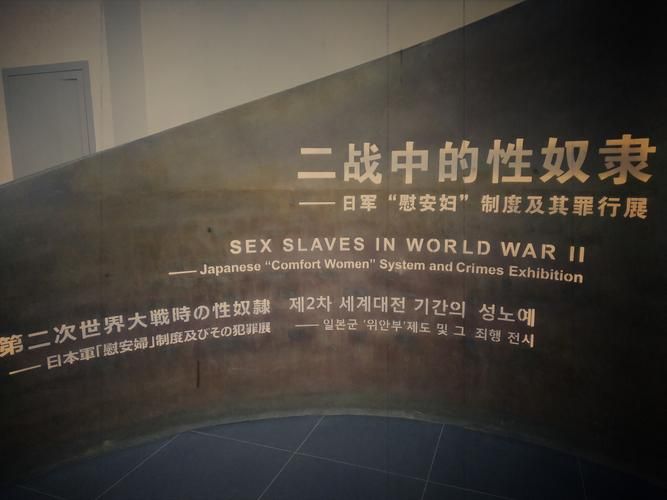 二战中的性奴隶
——日军“慰安妇”制度及其罪行展
SEX SLAVES IN WORLD WAR II
——Japanese “Comfort Women” System and Crimes Exhibition
第二次世界大戦時の性奴隷
——日本軍「慰安婦」制度及びその犯罪展
제2차 세계대전 기간의 성노예
——일본군 ‘위안부’제도 및 그 죄행 전시